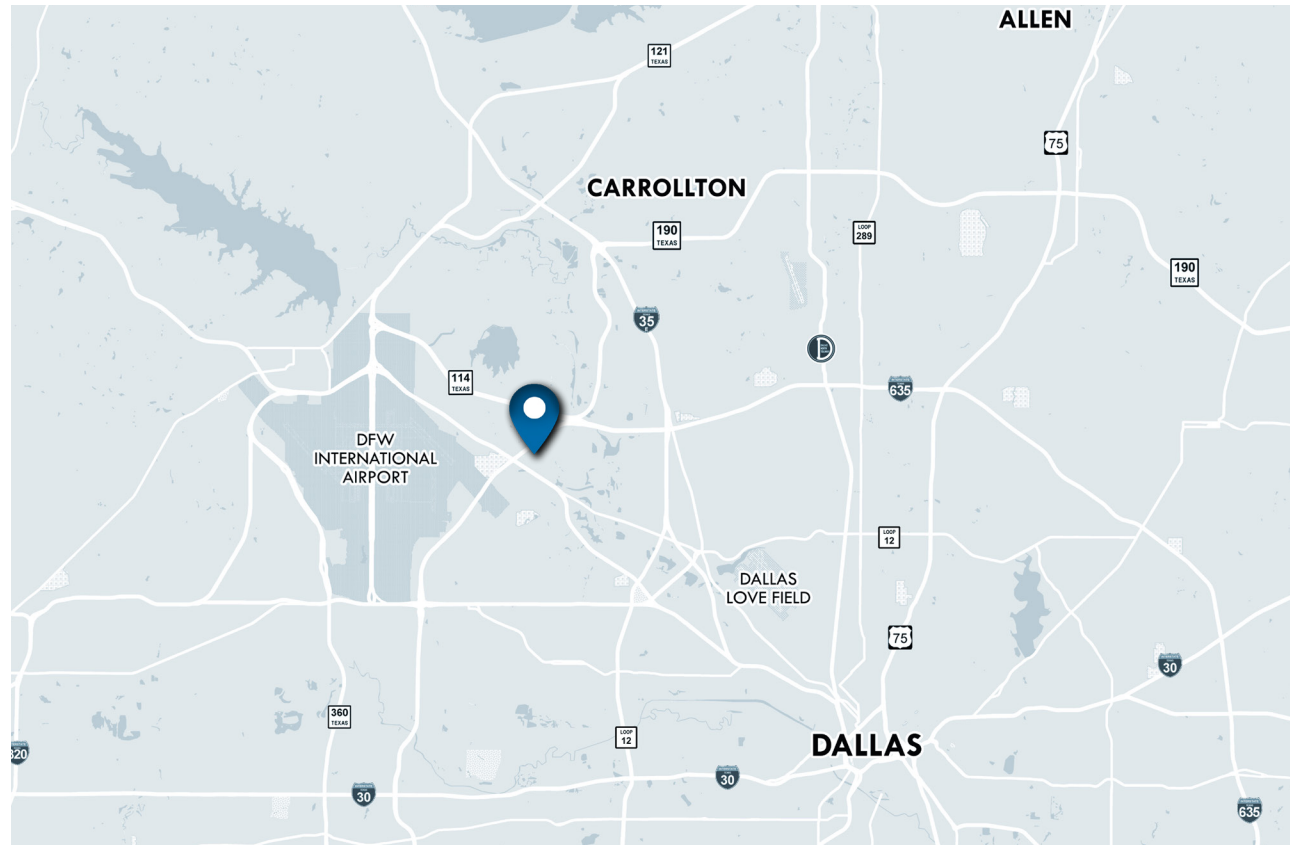 ALLEN
121
TEXAS
75
CARROLLTON
190
TEXAS
LOOP
289
190
TEXAS
35
E
114
TEXAS
635
DFW
INTERNATIONAL
AIRPORT
LOOP
12
DALLAS
LOVE FIELD
75
30
360
TEXAS
LOOP
12
DALLAS
820
30
30
635